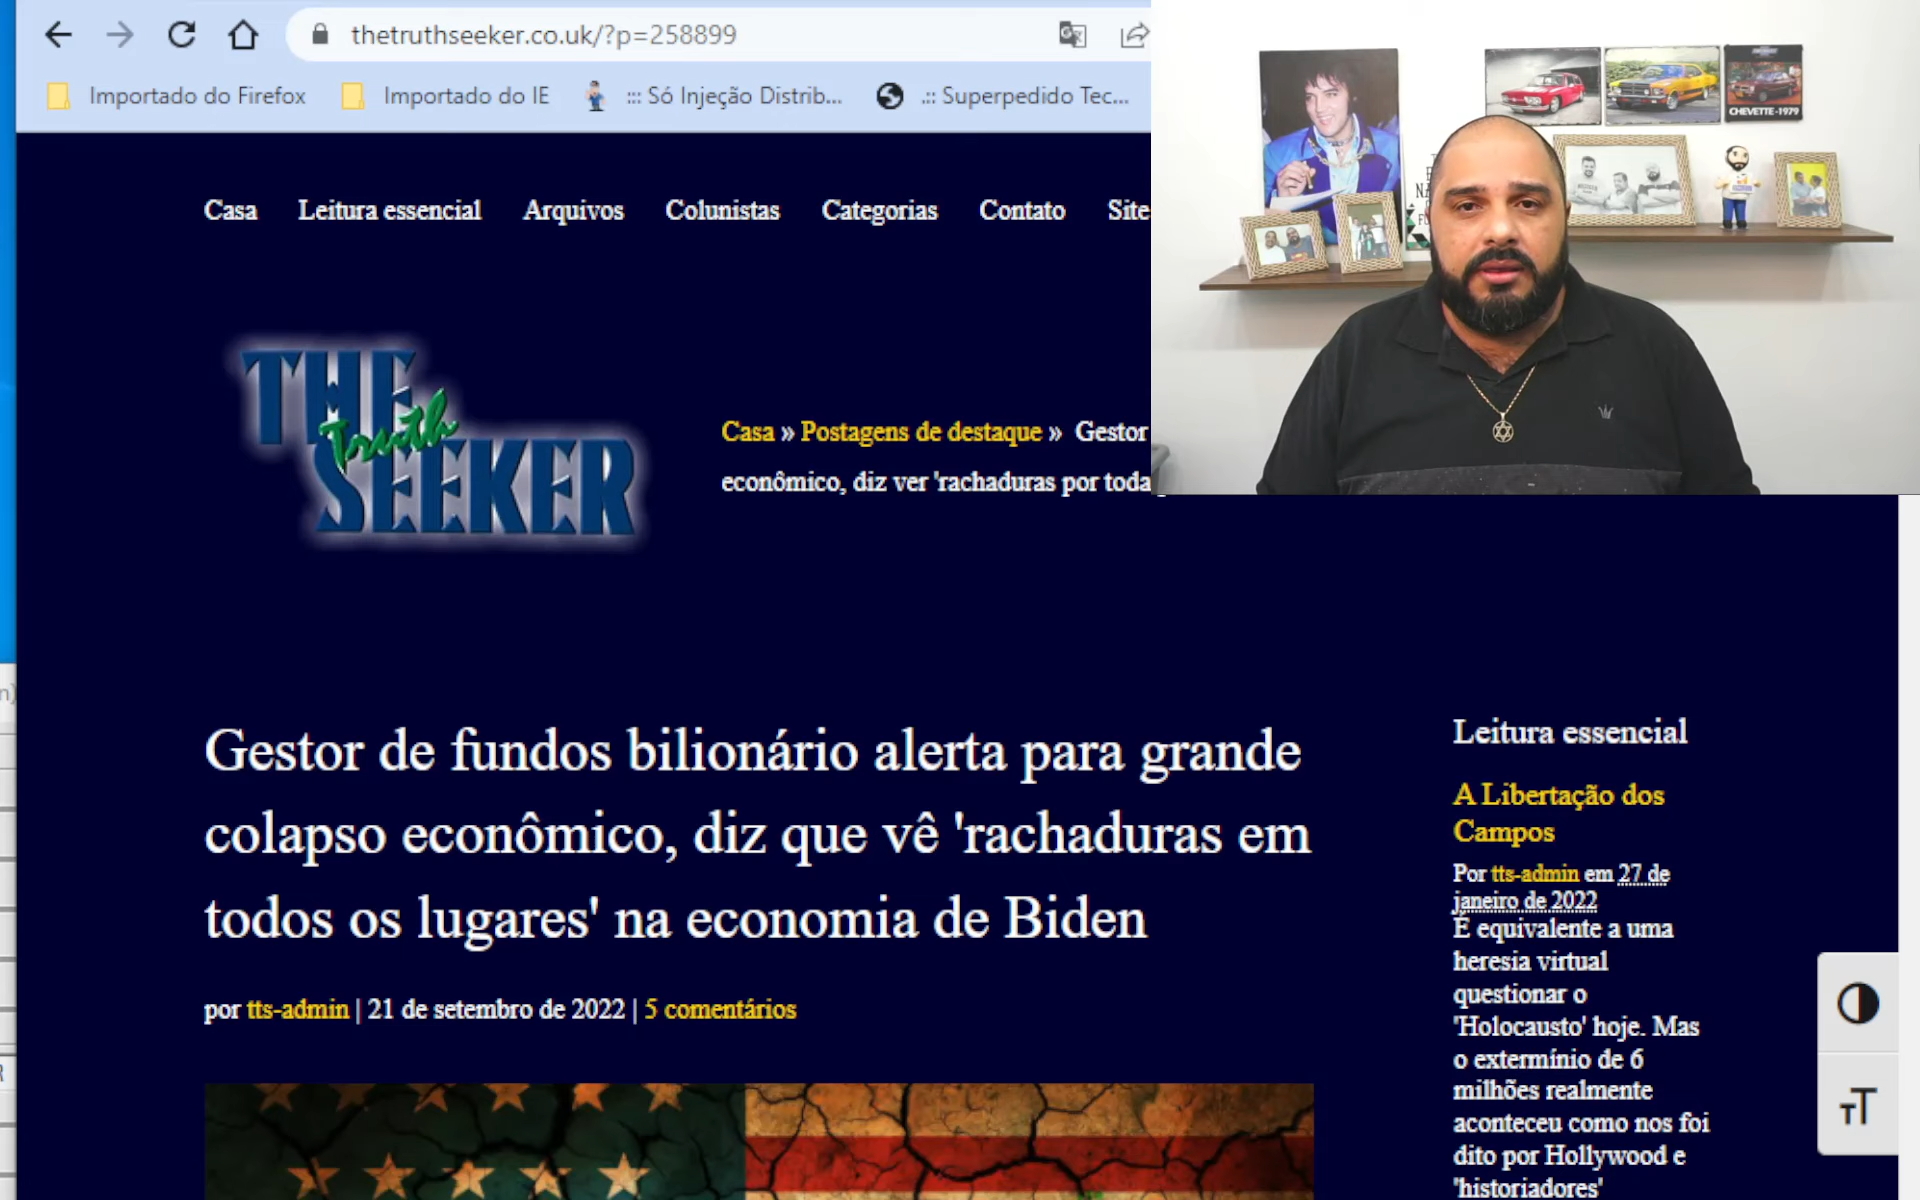 thetruthseeker.co.uk/?p=258899
Importado do Firefox
Importado do IE
::: Só Injeção Distrib...
.:: Superpedido Tec...
CHEVETTE-1979
Casa
Leitura essencial
Arquivos
Colunistas
Categorias
Contato
Site
THE
Truth
SEEKER
Casa » Postagens de destaque » Gestor
econômico, diz ver 'rachaduras por toda
Gestor de fundos bilionário alerta para grande
colapso econômico, diz que vê 'rachaduras em
todos os lugares' na economia de Biden
por tts-admin | 21 de setembro de 2022 | 5 comentários
Leitura essencial
A Libertação dos
Campos
Por tts-admin em 27 de
janeiro de 2022
É equivalente a uma
heresia virtual
questionar o
'Holocausto' hoje. Mas
o extermínio de 6
milhões realmente
aconteceu como nos foi
dito por Hollywood e
'historiadores'
TT